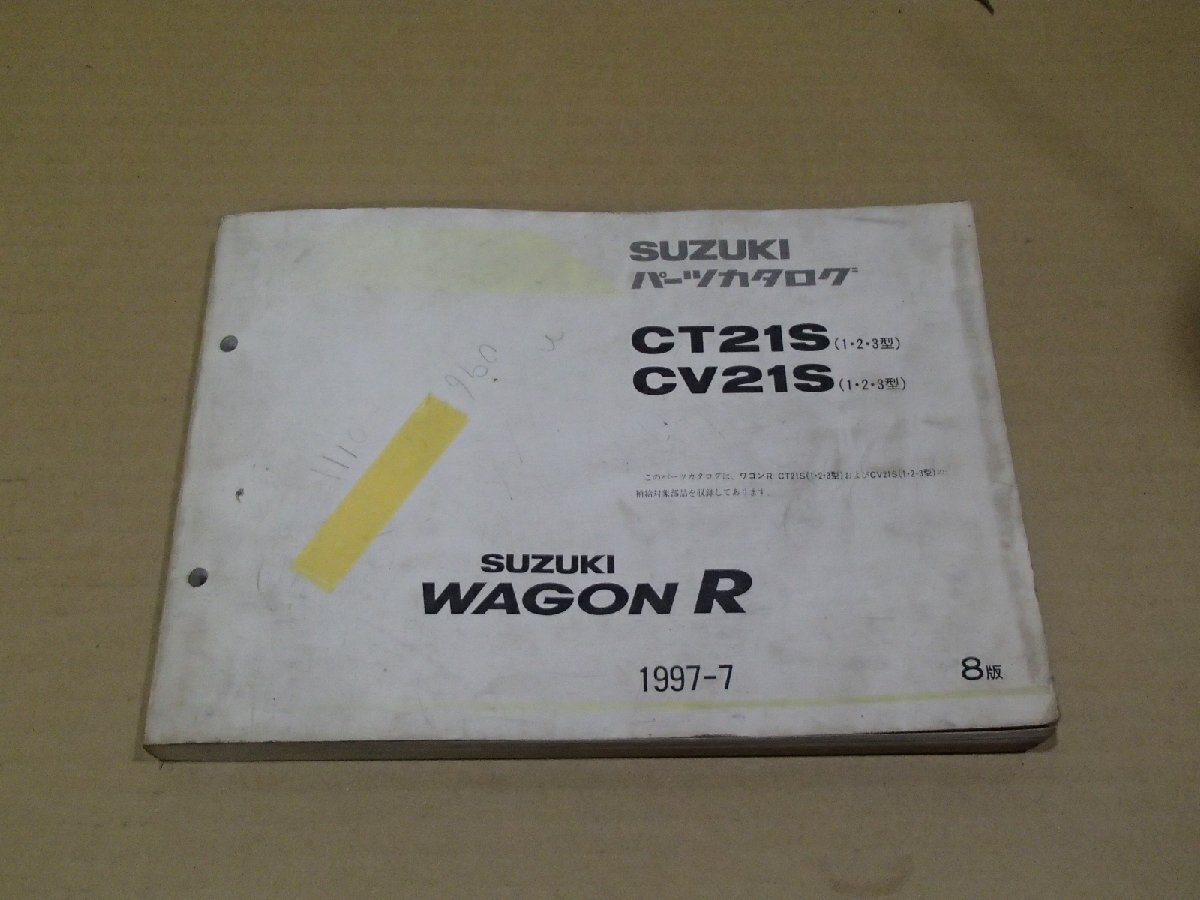 SUZUKI
パーツカタログ
CT21S(1・2・3型)
CV21S(1・2・3型)
1960
1110
このパーツカタログは、ワゴンR CT21S(1・2・3型)およびCV21S(1・2・3型)の
補給対象部品を収録してあります。
SUZUKI
WAGON R
1997-7
8版